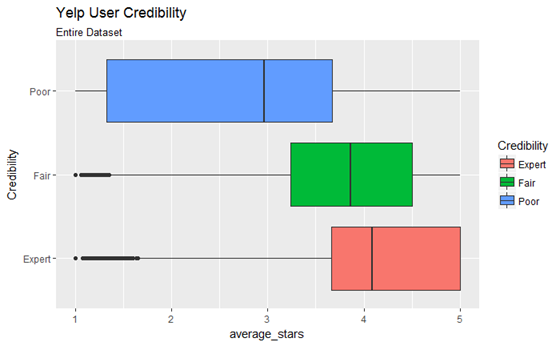 Yelp User Credibility
Entire Dataset
Poor
Fair
Expert
Credibility
1 2 3 4 5
average_stars
Credibility
Expert
Fair
Poor